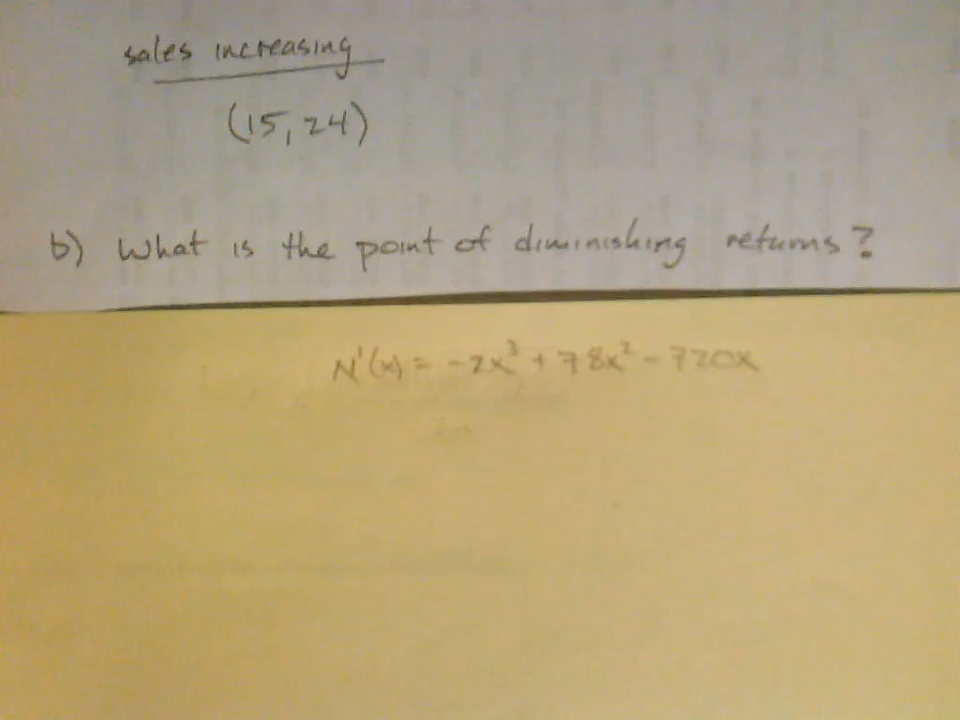 sales increasing
(15, 24)
b) What is the point of diminishing returns?
N'(x) = -2x³ + 78x² - 720x